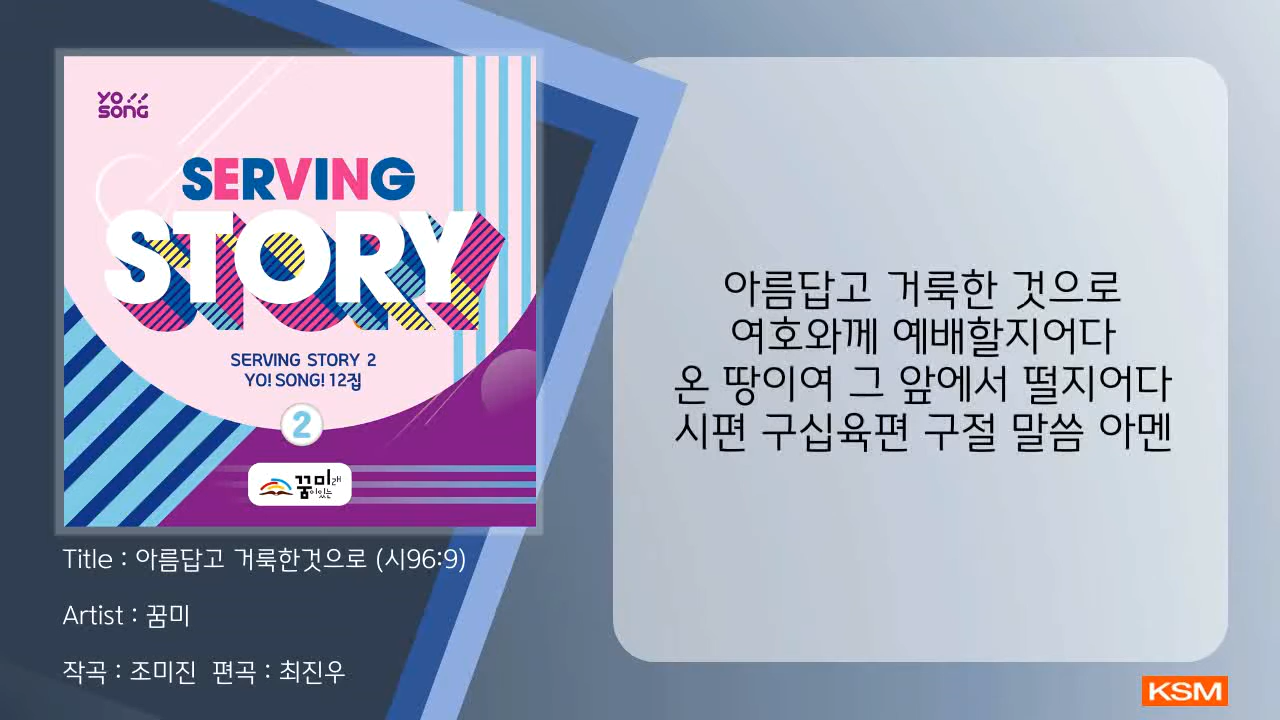 YO!!
SONG
SERVING
STORY
SERVING STORY 2
YO! SONG! 12집
2
꿈이있는미래
Title : 아름답고 거룩한것으로 (시96:9)
Artist : 꿈미
작곡 : 조미진 편곡 : 최진우
아름답고 거룩한 것으로
여호와께 예배할지어다
온 땅이여 그 앞에서 떨지어다
시편 구십육편 구절 말씀 아멘
KSM